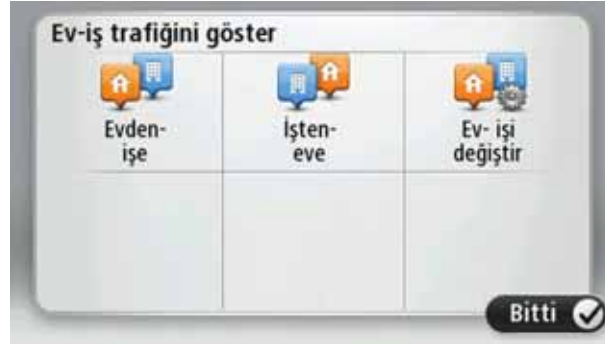 Ev-iş trafiğini göster
Evden-
işe
İşten-
eve
Ev- işi
değiştir
Bitti